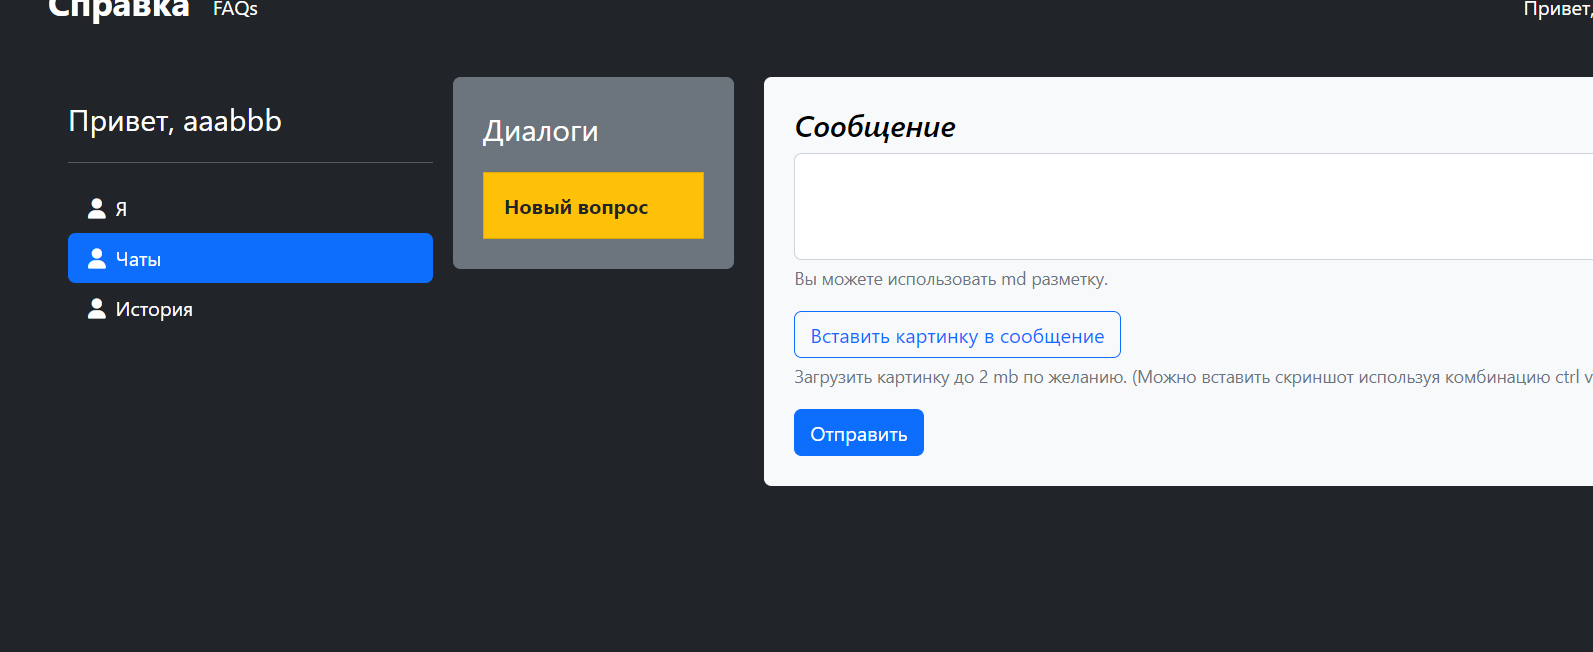 Справка FAQs Привет,
Привет, aaabbb
Я
Чаты
История
Диалоги
Новый вопрос
Сообщение
Вы можете использовать md разметку.
Вставить картинку в сообщение
Загрузить картинку до 2 mb по желанию. (Можно вставить скриншот используя комбинацию ctrl v
Отправить